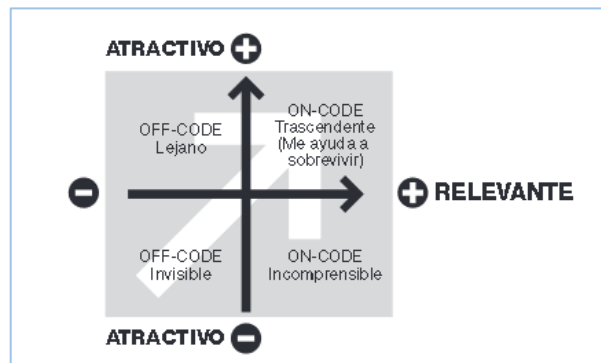 ATRACTIVO +
OFF-CODE
Lejano
ON-CODE
Trascendente
(Me ayuda a
sobrevivir)
-
+ RELEVANTE
OFF-CODE
Invisible
ON-CODE
Incomprensible
ATRACTIVO -